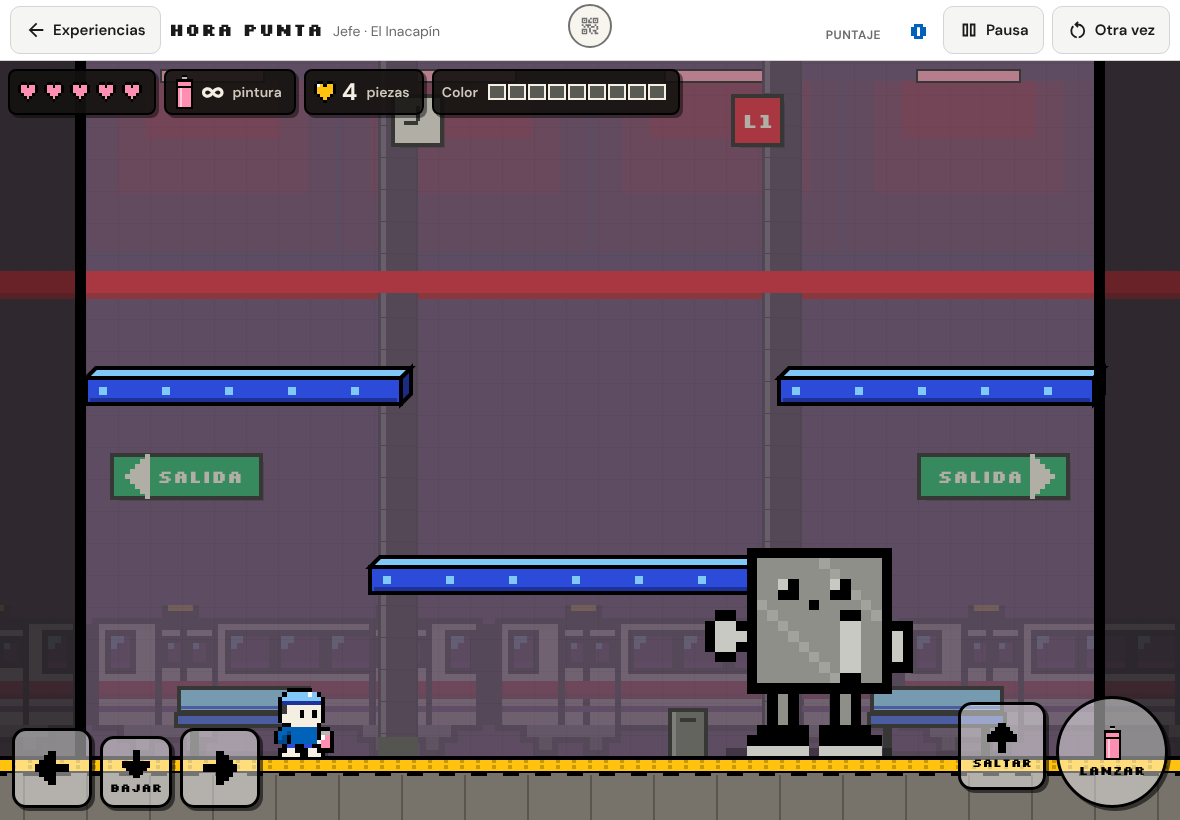 Experiencias
HORA PUNTA
Jefe · El Inacapín
PUNTAJE
0
Pausa
Otra vez
∞ pintura
4 piezas
Color
L1
SALIDA
SALIDA
BAJAR
SALTAR
LANZAR